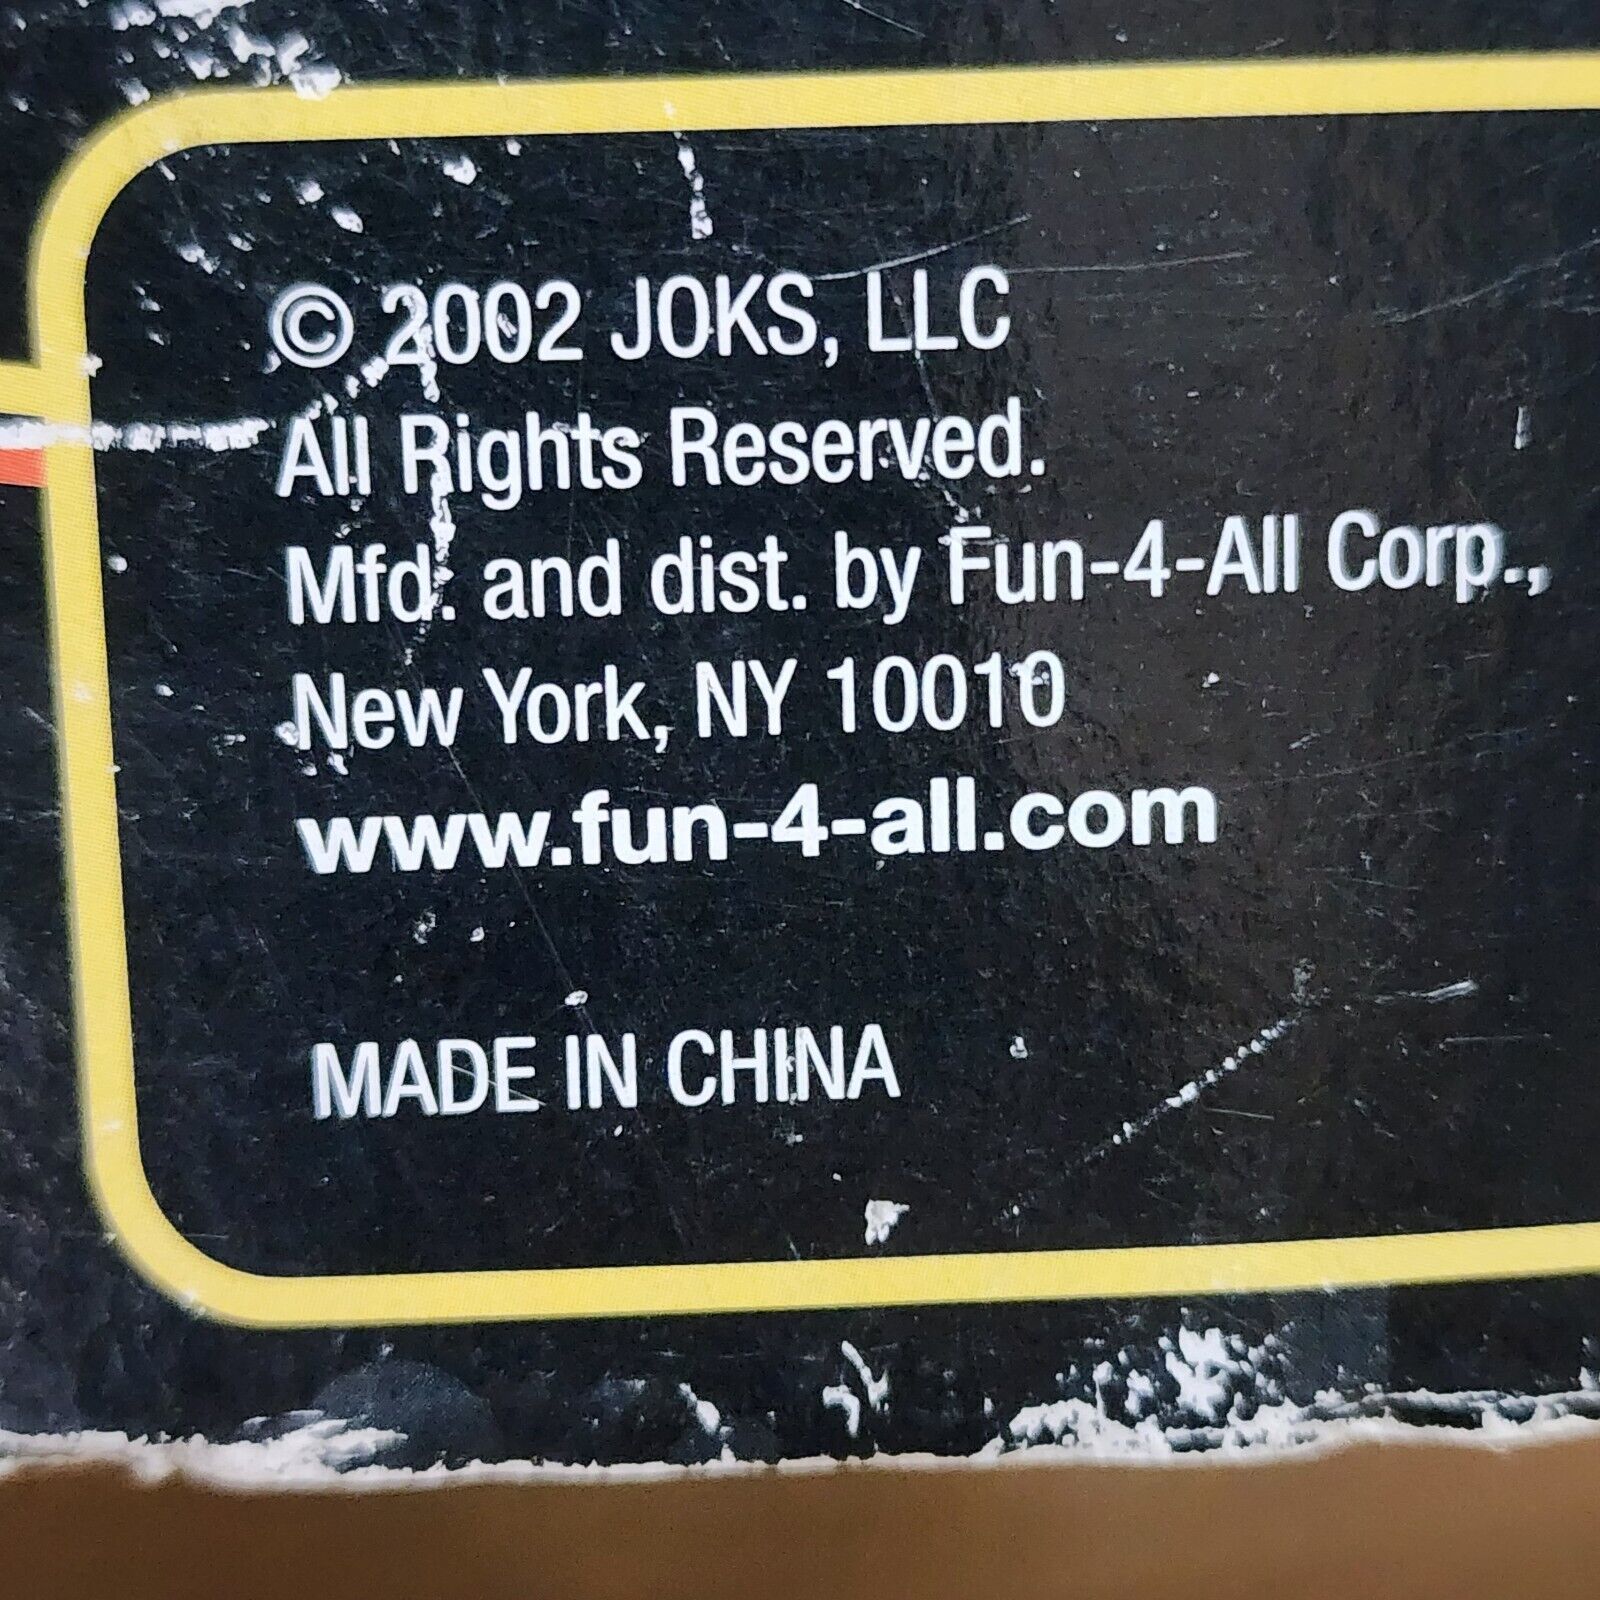 © 2002 JOKS, LLC
All Rights Reserved.
Mfd. and dist. by Fun-4-All Corp.,
New York, NY 10010
www.fun-4-all.com
MADE IN CHINA